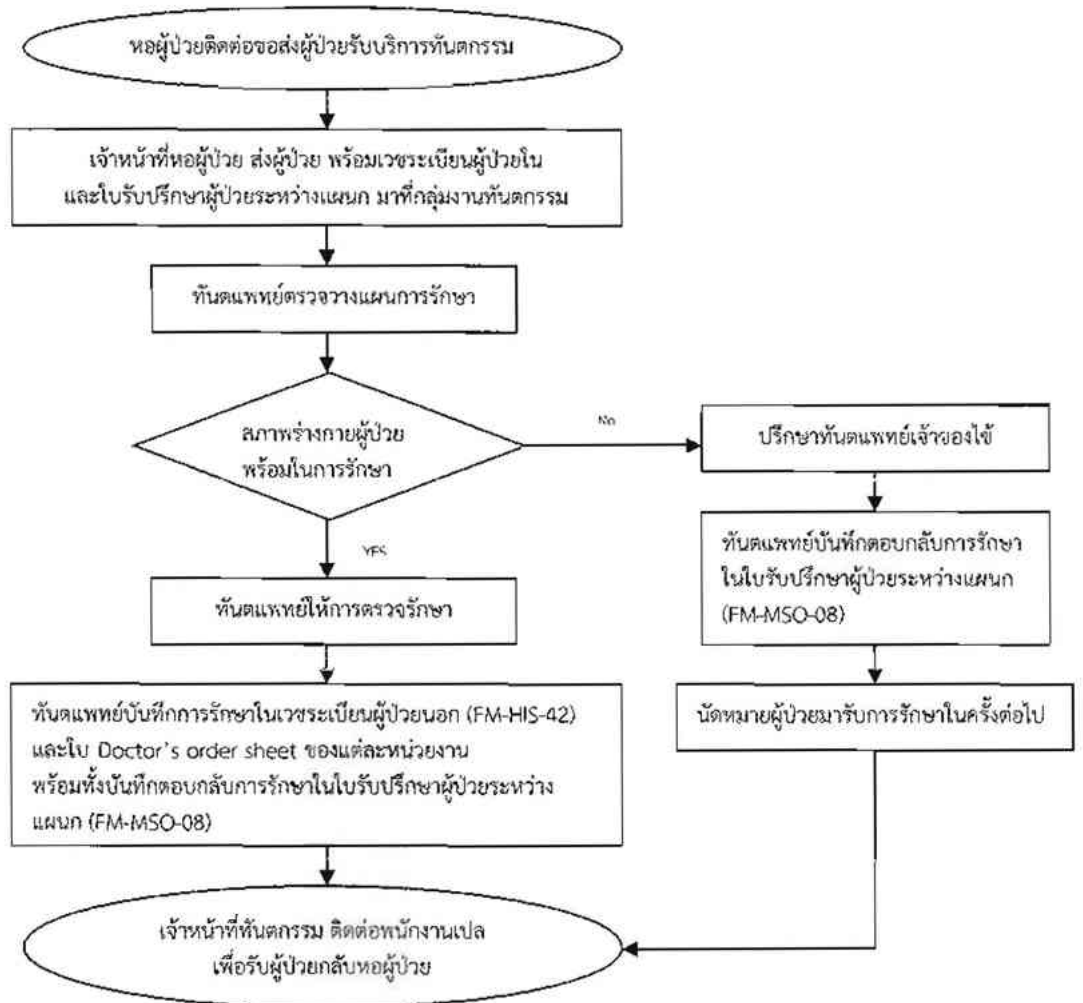 หอผู้ป่วยติดต่อขอส่งผู้ป่วยรับบริการทันตกรรม
เจ้าหน้าที่หอผู้ป่วย ส่งผู้ป่วย พร้อมเวชระเบียนผู้ป่วยใน
และใบรับปรึกษาผู้ป่วยระหว่างแผนก มาที่กลุ่มงานทันตกรรม
ทันตแพทย์ตรวจวางแผนการรักษา
สภาพร่างกายผู้ป่วย
พร้อมในการรักษา
No
ปรึกษาทันตแพทย์เจ้าของไข้
ทันตแพทย์บันทึกตอบกลับการรักษา
ในใบรับปรึกษาผู้ป่วยระหว่างแผนก
(FM-MSO-08)
นัดหมายผู้ป่วยมารับการรักษาในครั้งต่อไป
YES
ทันตแพทย์ให้การตรวจรักษา
ทันตแพทย์บันทึกการรักษาในเวชระเบียนผู้ป่วยนอก (FM-HIS-42)
และใบ Doctor's order sheet ของแต่ละหน่วยงาน
พร้อมทั้งบันทึกตอบกลับการรักษาในใบรับปรึกษาผู้ป่วยระหว่าง
แผนก (FM-MSO-08)
เจ้าหน้าที่ทันตกรรม ติดต่อพนักงานเปล
เพื่อรับผู้ป่วยกลับหอผู้ป่วย